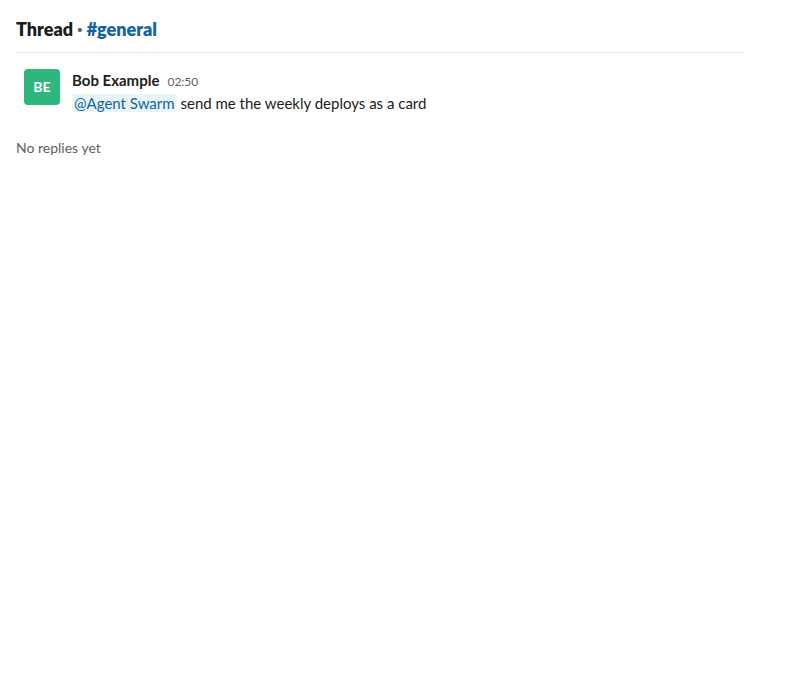 Thread • #general
BE
Bob Example 02:50
@Agent Swarm send me the weekly deploys as a card
No replies yet